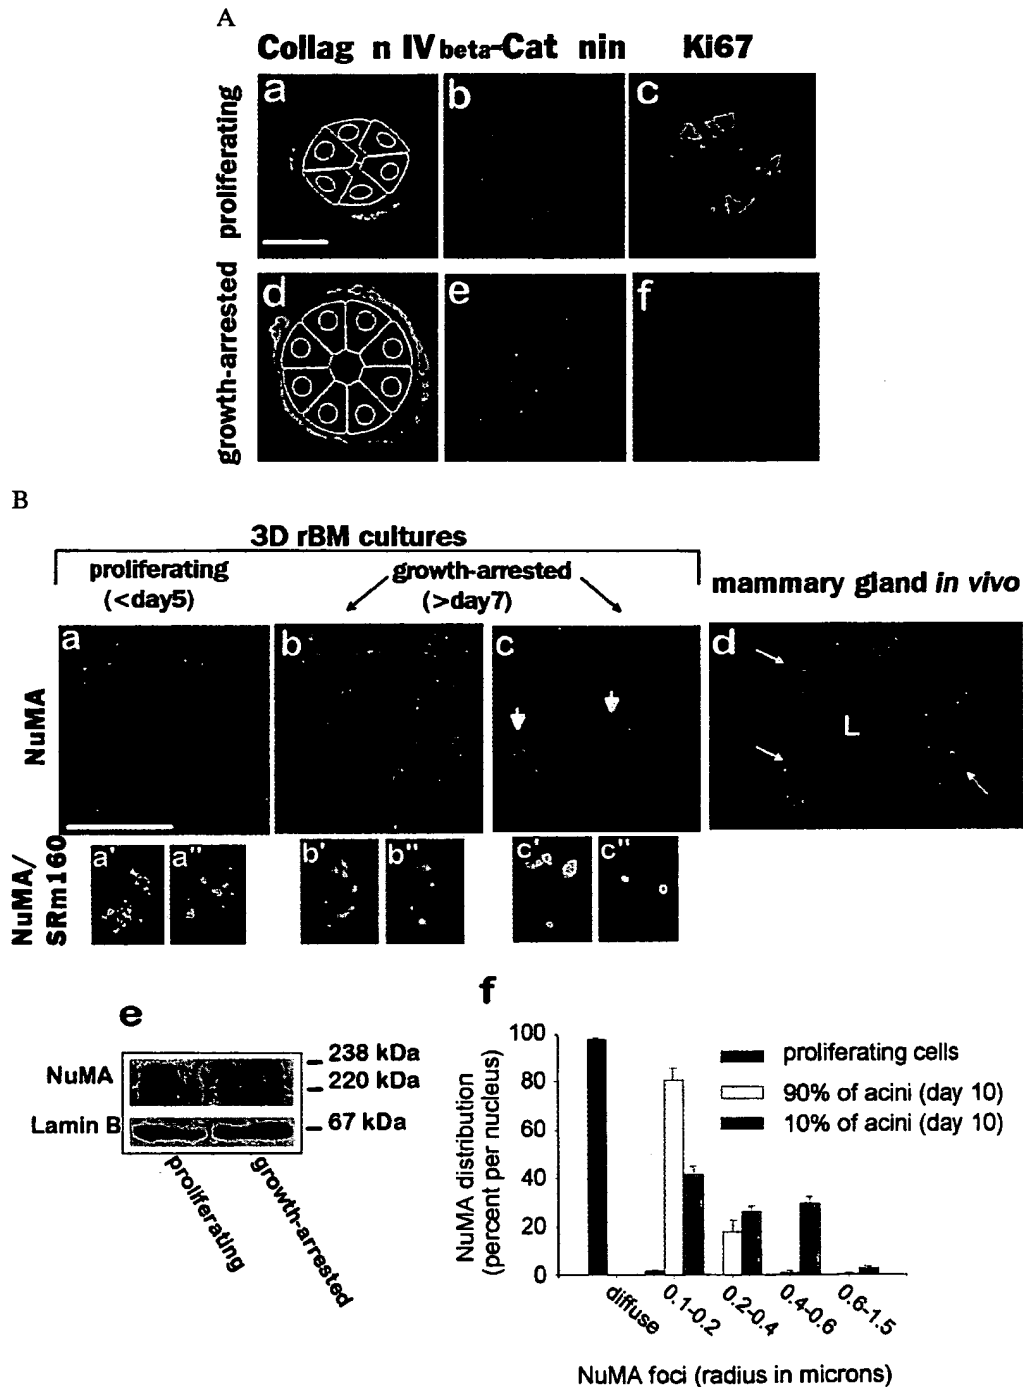 A
Collag n IV beta-Cat nin Ki67
proliferating
a
b
c
growth-arrested
d
e
f
B
3D rBM cultures
proliferating
(<day5)
growth-arrested
(>day7)
mammary gland in vivo
NuMA
a
b
c
d
L
NuMA/
SRm160
a'
a"
b'
b"
c'
c"
e
NuMA
Lamin B
238 kDa
220 kDa
67 kDa
proliferating
growth-arrested
f
NuMA distribution
(percent per nucleus)
100
80
60
40
20
0
proliferating cells
90% of acini (day 10)
10% of acini (day 10)
diffuse
0.1-0.2
0.2-0.4
0.4-0.6
0.6-1.5
NuMA foci (radius in microns)